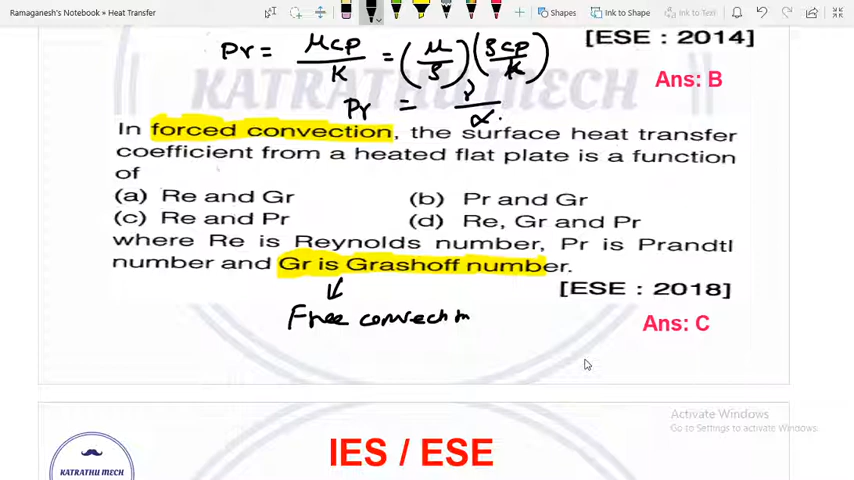 Ramaganesh's Notebook » Heat Transfer
Shapes
Ink to Shape
Ink to Text
Pr = μcp/K = (μ/ρ)(ρcp/K)
[ESE : 2014]
Ans: B
KATRATHU MECH
Pr = ν/α.
In forced convection, the surface heat transfer
coefficient from a heated flat plate is a function
of
(a) Re and Gr (b) Pr and Gr
(c) Re and Pr (d) Re, Gr and Pr
where Re is Reynolds number, Pr is Prandtl
number and Gr is Grashoff number.
[ESE : 2018]
Free convection
Ans: C
Activate Windows
Go to Settings to activate Windows.
IES / ESE
KATRATHU MECH